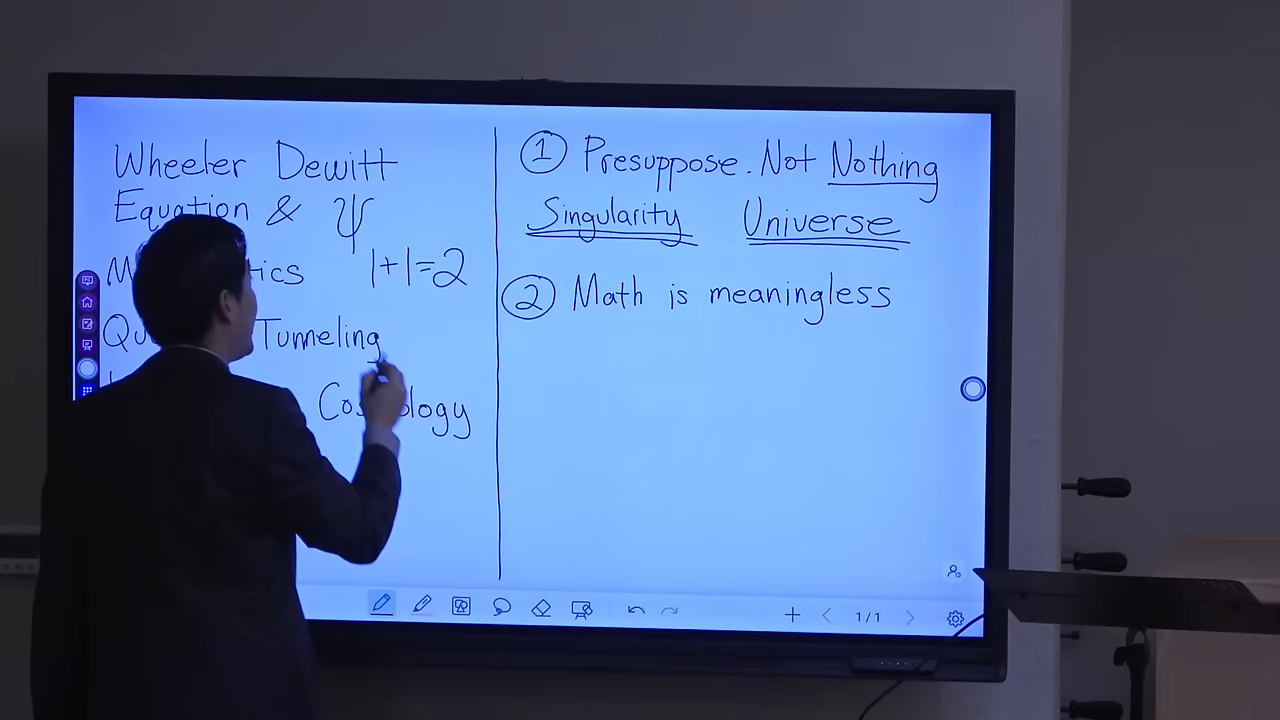 Wheeler Dewitt
Equation & ψ
1+1=2
Tunneling
① Presuppose. Not Nothing
Singularity Universe
② Math is meaningless
1/1